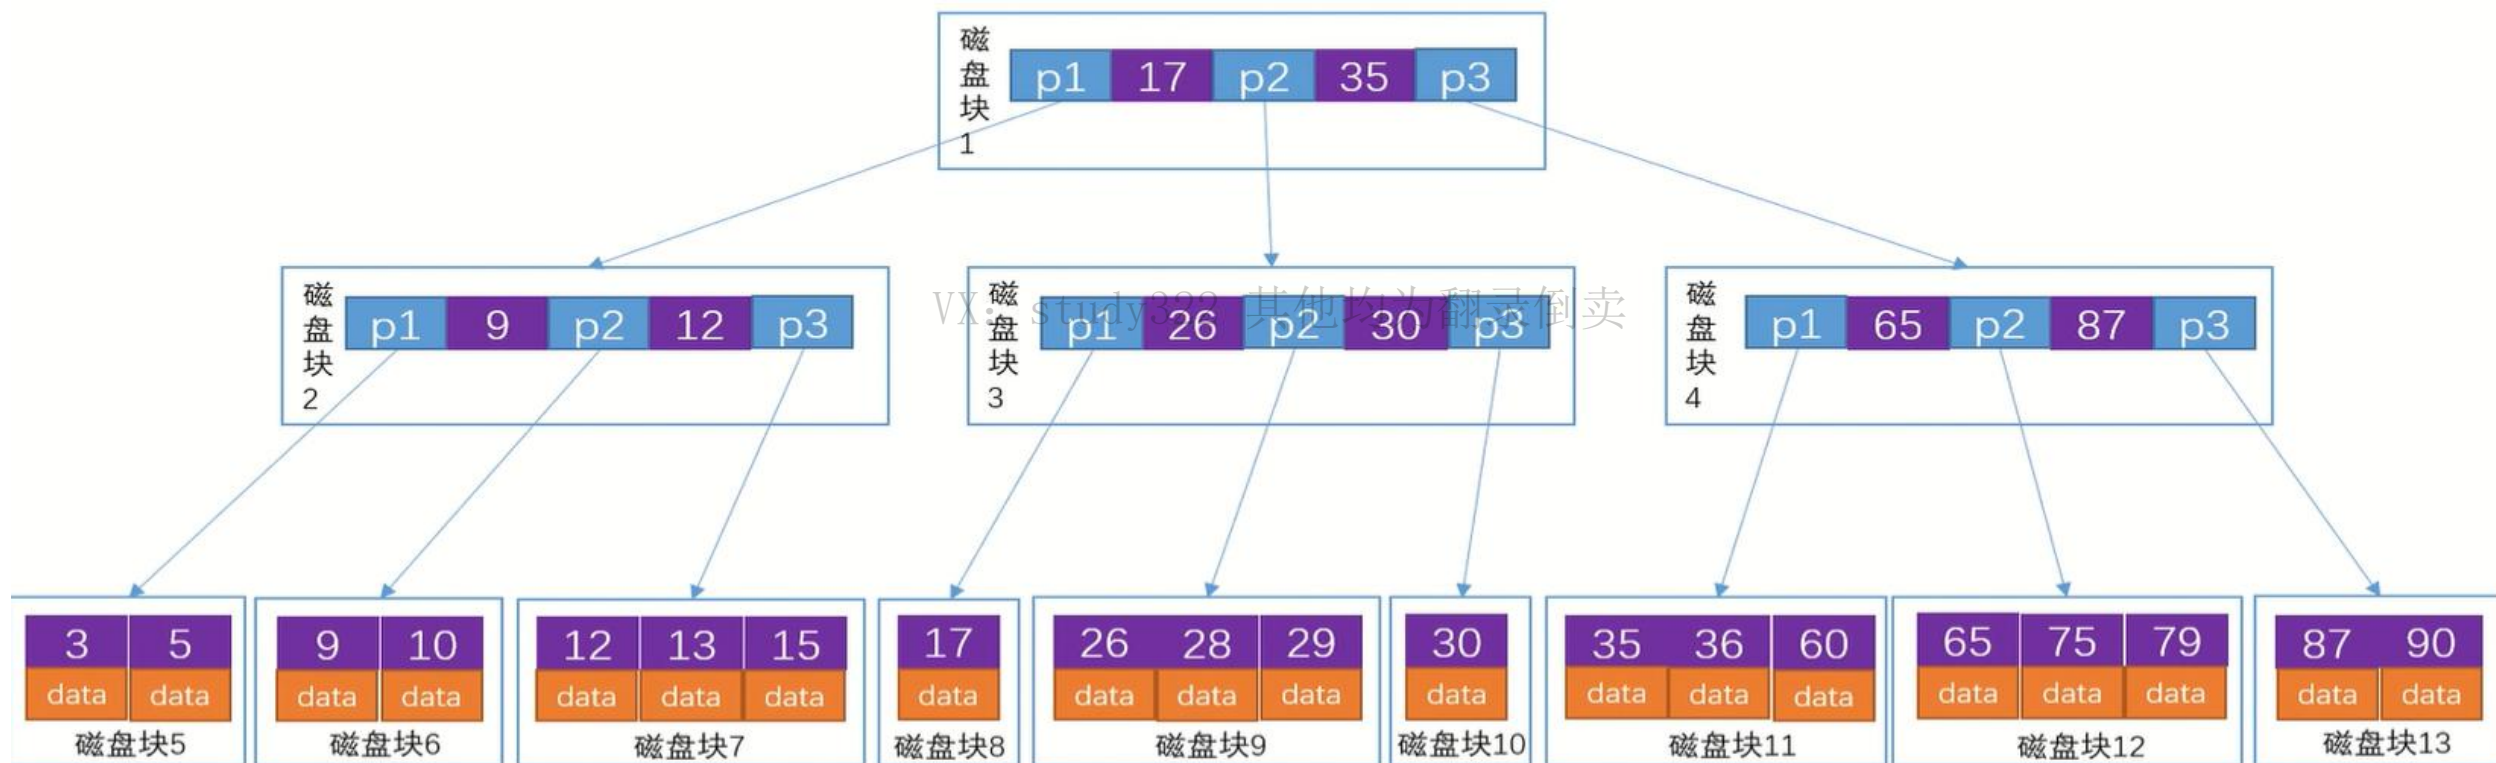 磁盘块1
p1 17 p2 35 p3
磁盘块2
p1 9 p2 12 p3
磁盘块3
p1 26 p2 30 p3
磁盘块4
p1 65 p2 87 p3
VX: study322 其他均为翻录倒卖
3 5
data data
磁盘块5
9 10
data data
磁盘块6
12 13 15
data data data
磁盘块7
17
data
磁盘块8
26 28 29
data data data
磁盘块9
30
data
磁盘块10
35 36 60
data data data
磁盘块11
65 75 79
data data data
磁盘块12
87 90
data data
磁盘块13